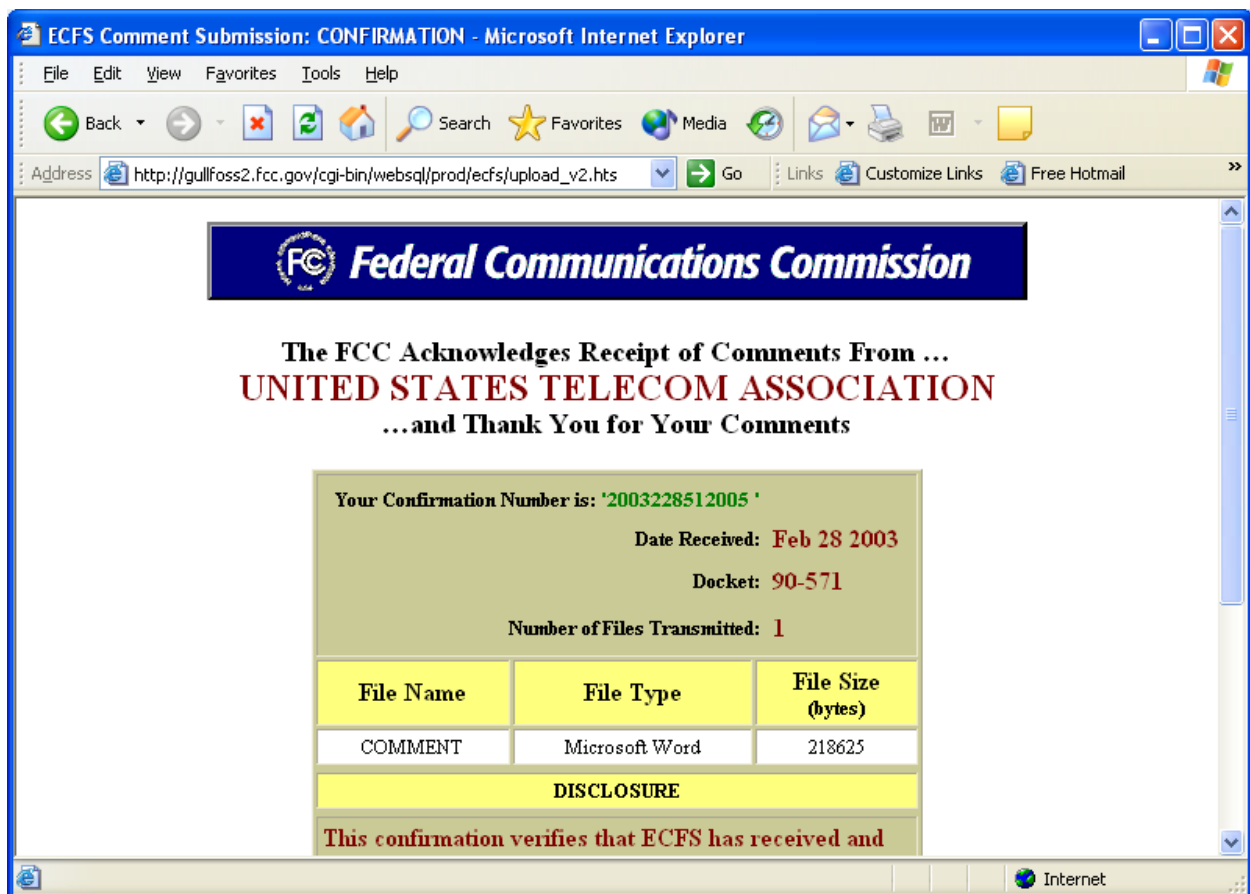 ECFS Comment Submission: CONFIRMATION - Microsoft Internet Explorer
File Edit View Favorites Tools Help
Back Search Favorites Media
Address http://gullfoss2.fcc.gov/cgi-bin/websql/prod/ecfs/upload_v2.hts Go Links Customize Links Free Hotmail »
FCC Federal Communications Commission
The FCC Acknowledges Receipt of Comments From …
UNITED STATES TELECOM ASSOCIATION
…and Thank You for Your Comments
Your Confirmation Number is: '2003228512005 '
Date Received: Feb 28 2003
Docket: 90-571
Number of Files Transmitted: 1
File Name File Type File Size
(bytes)
COMMENT Microsoft Word 218625
DISCLOSURE
This confirmation verifies that ECFS has received and
Internet